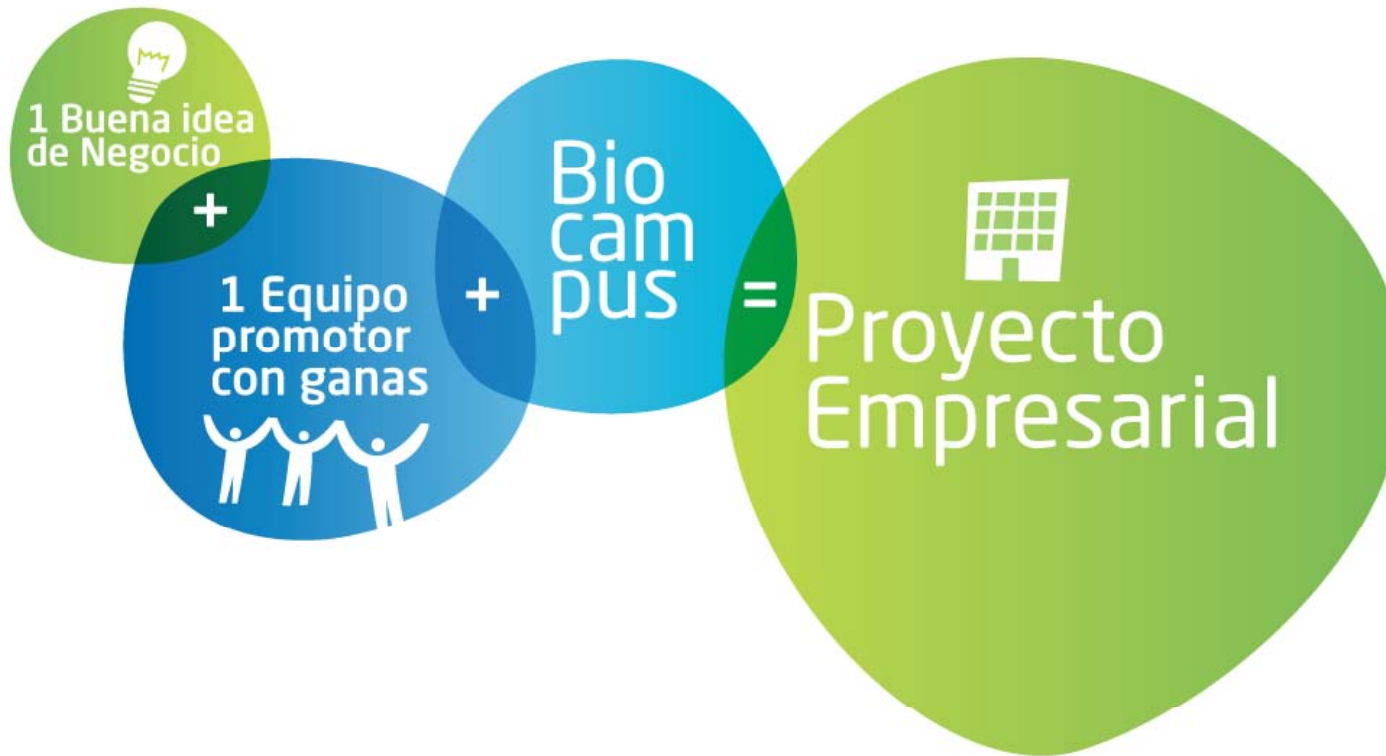 1 Buena idea
de Negocio
+
1 Equipo
promotor
con ganas
+
Bio
cam
pus
=
Proyecto
Empresarial